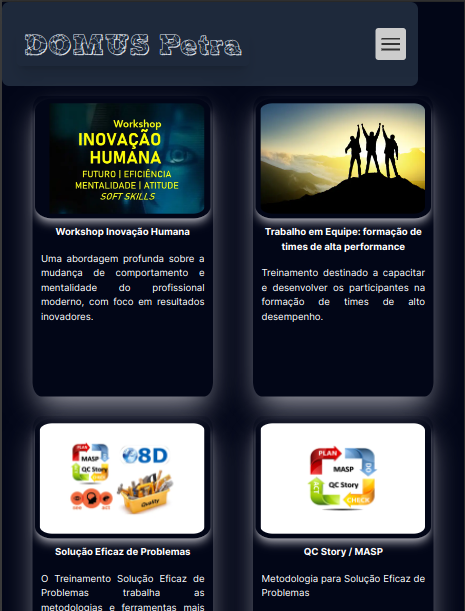 DOMUS Petra
Workshop
INOVAÇÃO
HUMANA
FUTURO | EFICIÊNCIA
MENTALIDADE | ATITUDE
SOFT SKILLS
Workshop Inovação Humana
Uma abordagem profunda sobre a
mudança de comportamento e
mentalidade do profissional
moderno, com foco em resultados
inovadores.
Trabalho em Equipe: formação de
times de alta performance
Treinamento destinado a capacitar
e desenvolver os participantes na
formação de times de alto
desempenho.
PLAN
MASP
QC Story
8D
Quality
Solução Eficaz de Problemas
O Treinamento Solução Eficaz de
Problemas trabalha as
metodologias e ferramentas mais
PLAN
DO
MASP
QC Story
ACT
CHECK
QC Story / MASP
Metodologia para Solução Eficaz de
Problemas